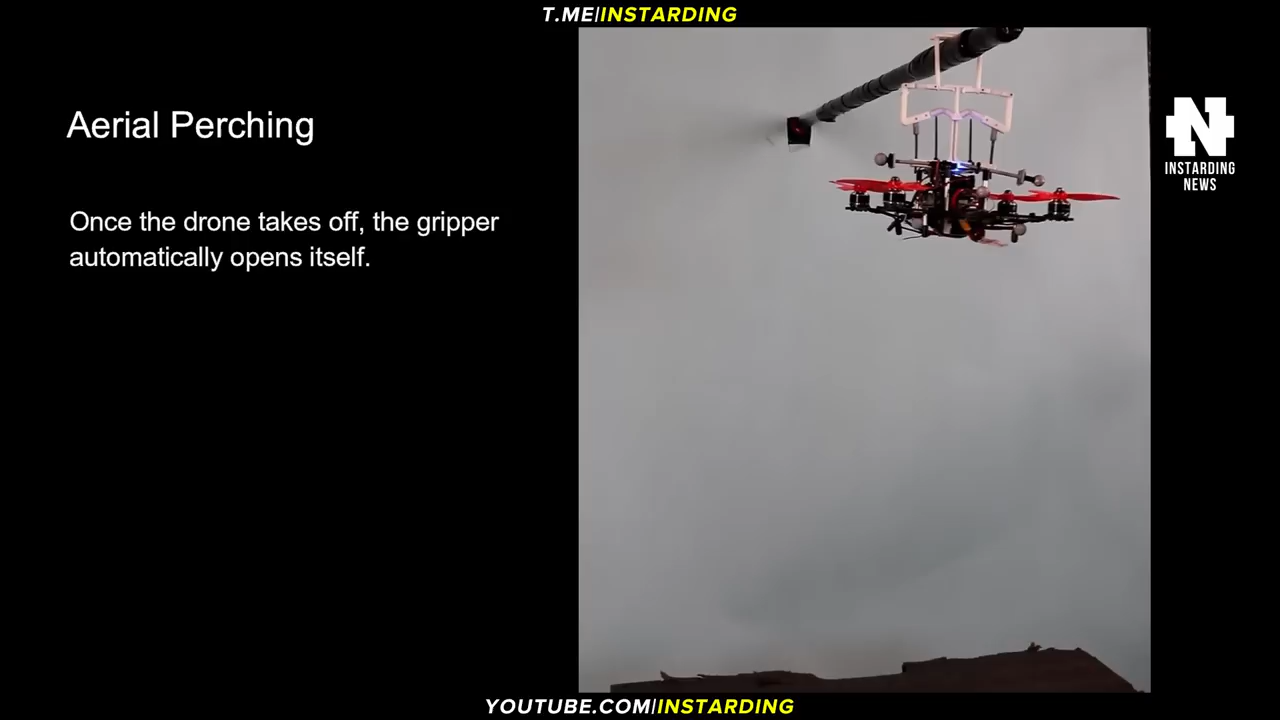 T.ME|INSTARDING
Aerial Perching
Once the drone takes off, the gripper
automatically opens itself.
INSTARDING
NEWS
YOUTUBE.COM|INSTARDING